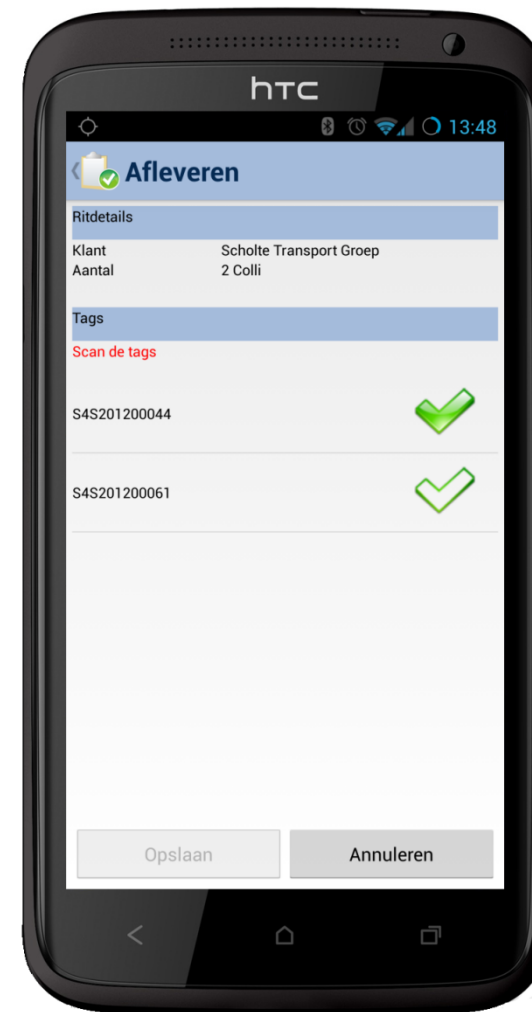 hTC
13:48
Afleveren
Ritdetails
Klant Scholte Transport Groep
Aantal 2 Colli
Tags
Scan de tags
S4S201200044
S4S201200061
Opslaan Annuleren